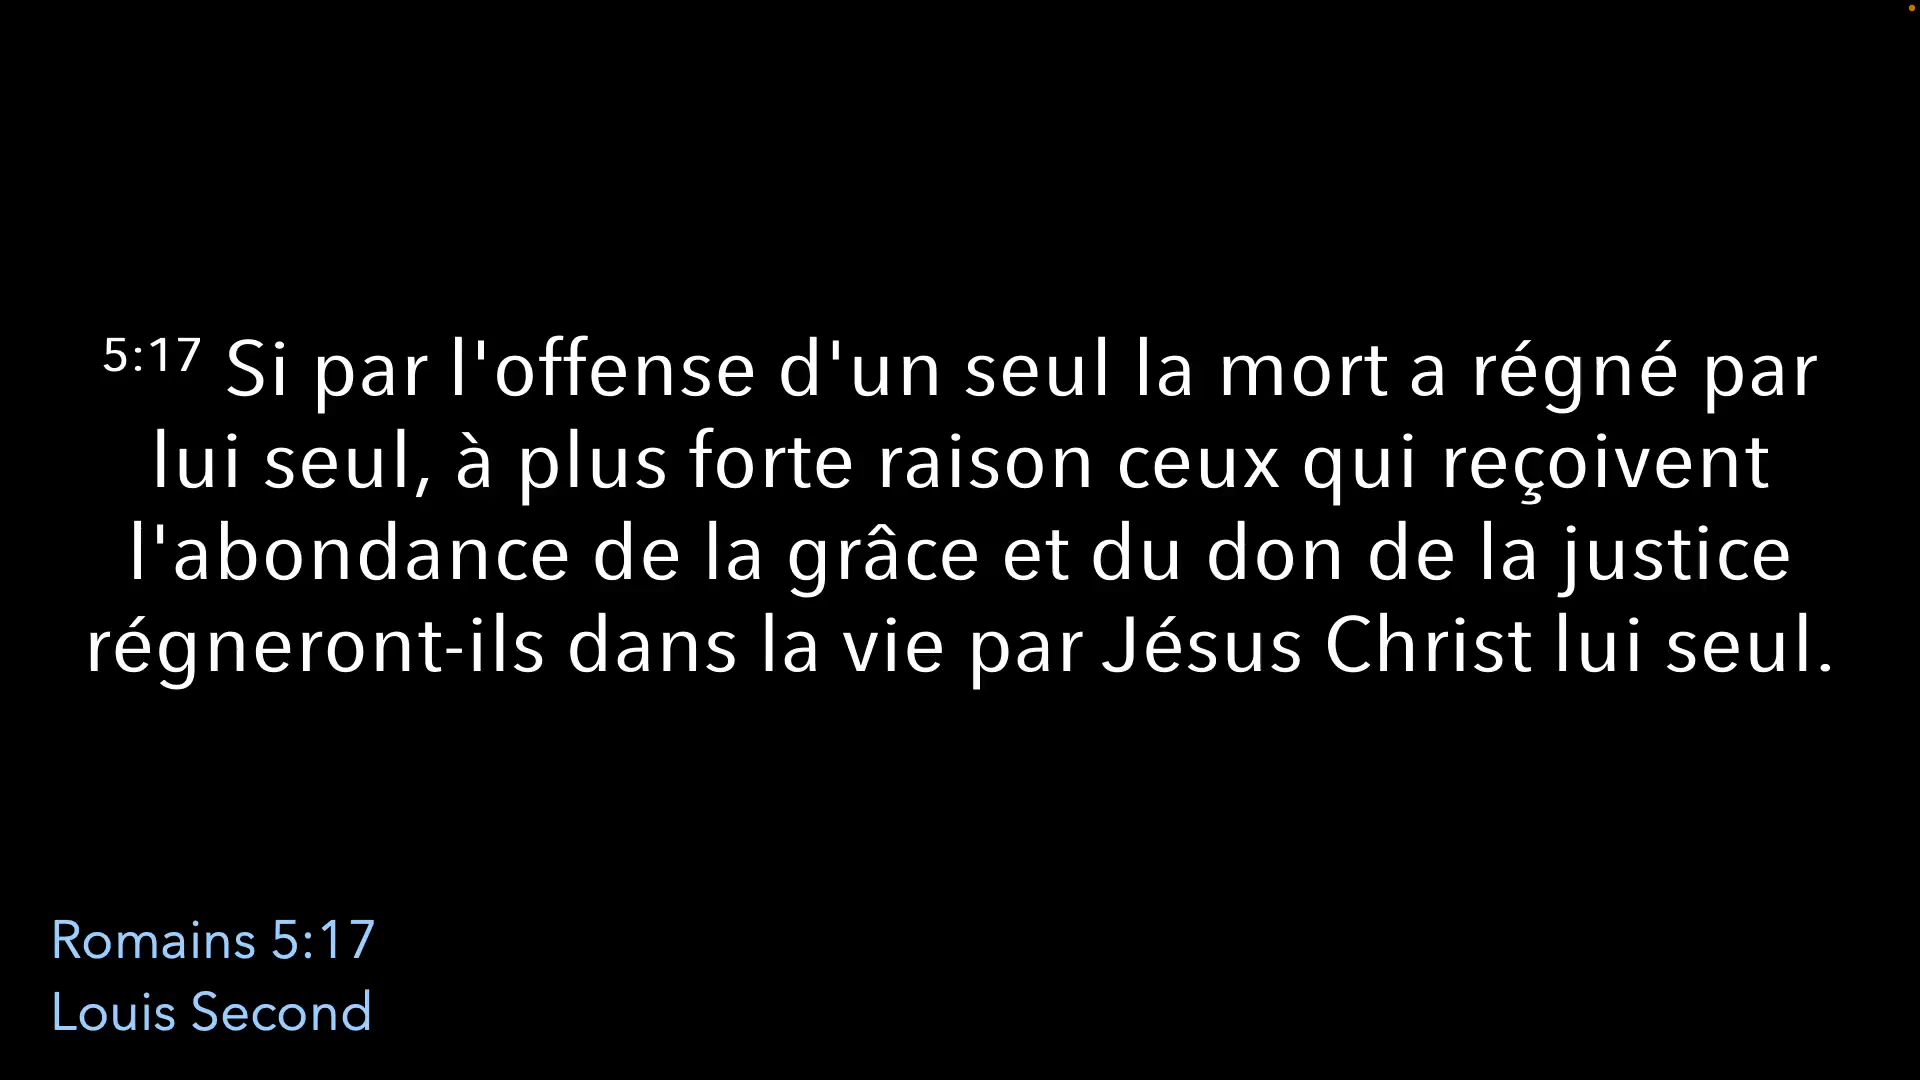 5:17 Si par l'offense d'un seul la mort a régné par
lui seul, à plus forte raison ceux qui reçoivent
l'abondance de la grâce et du don de la justice
régneront-ils dans la vie par Jésus Christ lui seul.
Romains 5:17
Louis Second